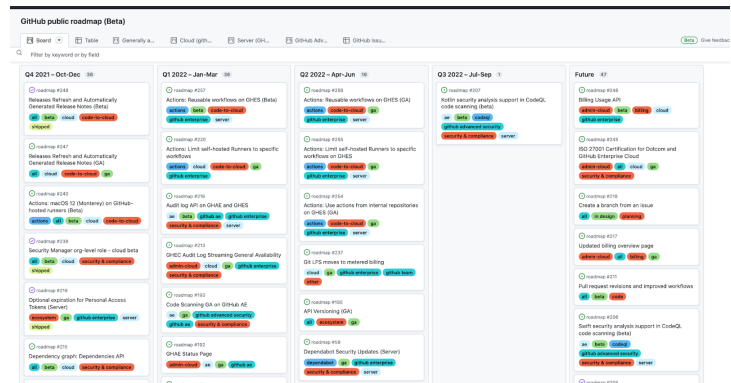 GitHub public roadmap (Beta)
Board
Table
Generally a...
Cloud (gith...
Server (GH...
GitHub Adv...
GitHub Issu...
Beta Give feedbac
Filter by keyword or by field
Q4 2021 – Oct-Dec 36
roadmap #248
Releases Refresh and Automatically
Generated Release Notes (Beta)
all beta cloud code-to-cloud
shipped
roadmap #247
Releases Refresh and Automatically
Generated Release Notes (GA)
all cloud code-to-cloud ga
roadmap #240
Actions: macOS 12 (Monterey) on GitHub-
hosted runners (Beta)
actions all beta cloud code-to-cloud
roadmap #238
Security Manager org-level role - cloud beta
all beta cloud security & compliance
shipped
roadmap #219
Optional expiration for Personal Access
Tokens (Server)
ecosystem ga github enterprise server
shipped
roadmap #215
Dependency graph: Dependencies API
all beta cloud security & compliance
Q1 2022 – Jan-Mar 36
roadmap #257
Actions: Reusable workflows on GHES (Beta)
actions beta code-to-cloud
github enterprise server
roadmap #220
Actions: Limit self-hosted Runners to specific
workflows
actions cloud code-to-cloud ga
github enterprise
roadmap #216
Audit log API on GHAE and GHES
ae beta github ae github enterprise
security & compliance server
roadmap #213
GHEC Audit Log Streaming General Availability
admin-cloud cloud ga github enterprise
security & compliance
roadmap #193
Code Scanning GA on GitHub AE
ae ga github advanced security
github ae security & compliance
roadmap #192
GHAE Status Page
admin-cloud ae ga github ae
Q2 2022 – Apr-Jun 16
roadmap #256
Actions: Reusable workflows on GHES (GA)
actions code-to-cloud ga
github enterprise server
roadmap #255
Actions: Limit self-hosted Runners to specific
workflows on GHES
actions code-to-cloud ga
github enterprise server
roadmap #254
Actions: Use actions from internal repositories
on GHES (GA)
actions code-to-cloud ga
github enterprise server
roadmap #237
Git LFS moves to metered billing
cloud ga github enterprise github team
other
roadmap #186
API Versioning (GA)
all ecosystem ga
roadmap #59
Dependabot Security Updates (Server)
dependabot ga github enterprise
security & compliance server
Q3 2022 – Jul-Sep 1
roadmap #207
Kotlin security analysis support in CodeQL
code scanning (beta)
ae beta codeql
github advanced security
security & compliance server
Future 47
roadmap #246
Billing Usage API
admin-cloud beta billing cloud
github enterprise
roadmap #245
ISO 27001 Certification for Dotcom and
GitHub Enterprise Cloud
admin-cloud all cloud ga
security & compliance
roadmap #218
Create a branch from an issue
all in design planning
roadmap #217
Updated billing overview page
admin-cloud all billing ga
roadmap #211
Pull request revisions and improved workflows
all beta code
roadmap #206
Swift security analysis support in CodeQL
code scanning (beta)
ae beta codeql
github advanced security
security & compliance server